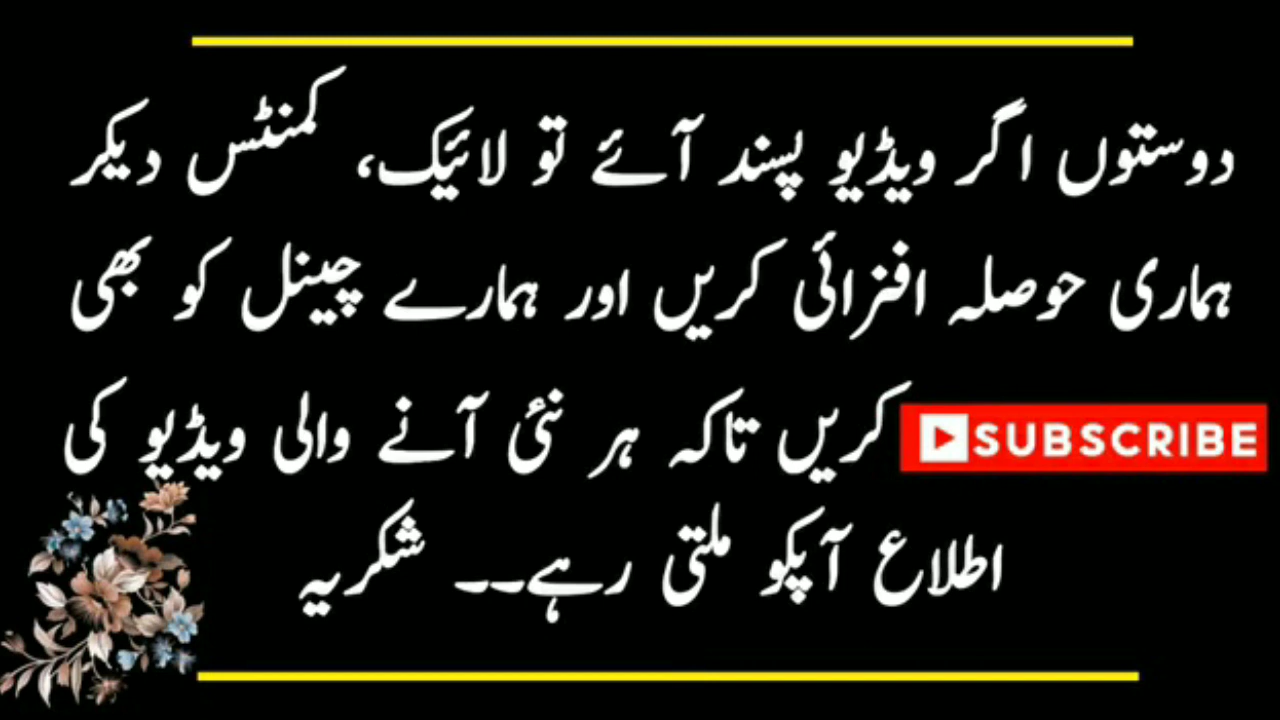 دوستوں اگر ویڈیو پسند آئے تو لائیک، کمنٹس دیکر
ہماری حوصلہ افزائی کریں اور ہمارے چینل کو بھی
SUBSCRIBE کریں تاکہ ہر نئی آنے والی ویڈیو کی
اطلاع آپکو ملتی رہے۔۔ شکریہ